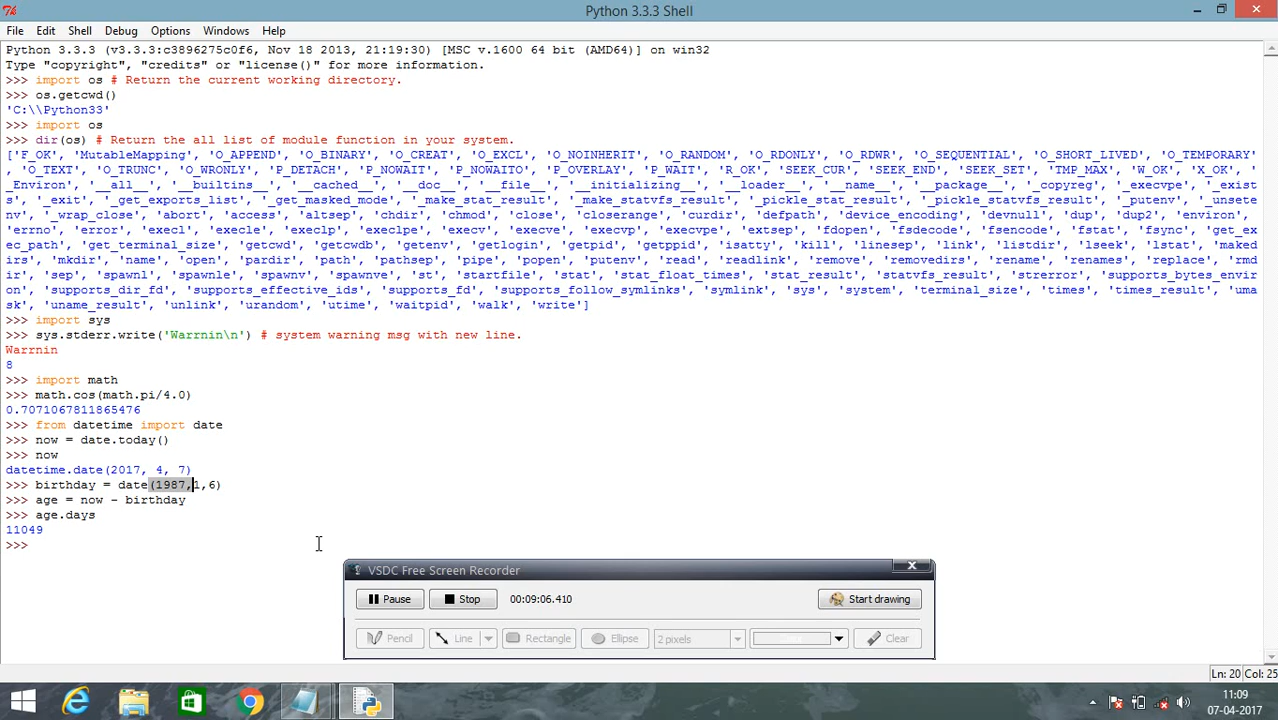 Python 3.3.3 Shell
File Edit Shell Debug Options Windows Help
Python 3.3.3 (v3.3.3:c3896275c0f6, Nov 18 2013, 21:19:30) [MSC v.1600 64 bit (AMD64)] on win32
Type "copyright", "credits" or "license()" for more information.
>>> import os # Return the current working directory.
>>> os.getcwd()
'C:\\Python33'
>>> import os
>>> dir(os) # Return the all list of module function in your system.
['F_OK', 'MutableMapping', 'O_APPEND', 'O_BINARY', 'O_CREAT', 'O_EXCL', 'O_NOINHERIT', 'O_RANDOM', 'O_RDONLY', 'O_RDWR', 'O_SEQUENTIAL', 'O_SHORT_LIVED', 'O_TEMPORARY'
, 'O_TEXT', 'O_TRUNC', 'O_WRONLY', 'P_DETACH', 'P_NOWAIT', 'P_NOWAITO', 'P_OVERLAY', 'P_WAIT', 'R_OK', 'SEEK_CUR', 'SEEK_END', 'SEEK_SET', 'TMP_MAX', 'W_OK', 'X_OK', '
_Environ', '__all__', '__builtins__', '__cached__', '__doc__', '__file__', '__initializing__', '__loader__', '__name__', '__package__', '_copyreg', '_execvpe', '_exist
s', '_exit', '_get_exports_list', '_get_masked_mode', '_make_stat_result', '_make_statvfs_result', '_pickle_stat_result', '_pickle_statvfs_result', '_putenv', '_unsete
nv', '_wrap_close', 'abort', 'access', 'altsep', 'chdir', 'chmod', 'close', 'closerange', 'curdir', 'defpath', 'device_encoding', 'devnull', 'dup', 'dup2', 'environ',
'errno', 'error', 'execl', 'execle', 'execlp', 'execlpe', 'execv', 'execve', 'execvp', 'execvpe', 'extsep', 'fdopen', 'fsdecode', 'fsencode', 'fstat', 'fsync', 'get_ex
ec_path', 'get_terminal_size', 'getcwd', 'getcwdb', 'getenv', 'getlogin', 'getpid', 'getppid', 'isatty', 'kill', 'linesep', 'link', 'listdir', 'lseek', 'lstat', 'maked
irs', 'mkdir', 'name', 'open', 'pardir', 'path', 'pathsep', 'pipe', 'popen', 'putenv', 'read', 'readlink', 'remove', 'removedirs', 'rename', 'renames', 'replace', 'rmd
ir', 'sep', 'spawnl', 'spawnle', 'spawnv', 'spawnve', 'st', 'startfile', 'stat', 'stat_float_times', 'stat_result', 'statvfs_result', 'strerror', 'supports_bytes_envir
on', 'supports_dir_fd', 'supports_effective_ids', 'supports_fd', 'supports_follow_symlinks', 'symlink', 'sys', 'system', 'terminal_size', 'times', 'times_result', 'uma
sk', 'uname_result', 'unlink', 'urandom', 'utime', 'waitpid', 'walk', 'write']
>>> import sys
>>> sys.stderr.write('Warrnin\n') # system warning msg with new line.
Warrnin
8
>>> import math
>>> math.cos(math.pi/4.0)
0.7071067811865476
>>> from datetime import date
>>> now = date.today()
>>> now
datetime.date(2017, 4, 7)
>>> birthday = date(1987,1,6)
>>> age = now - birthday
>>> age.days
11049
>>>
VSDC Free Screen Recorder
Pause Stop 00:09:06.410 Start drawing
Pencil Line Rectangle Ellipse 2 pixels Clear
Ln: 20 Col: 25
11:09
07-04-2017